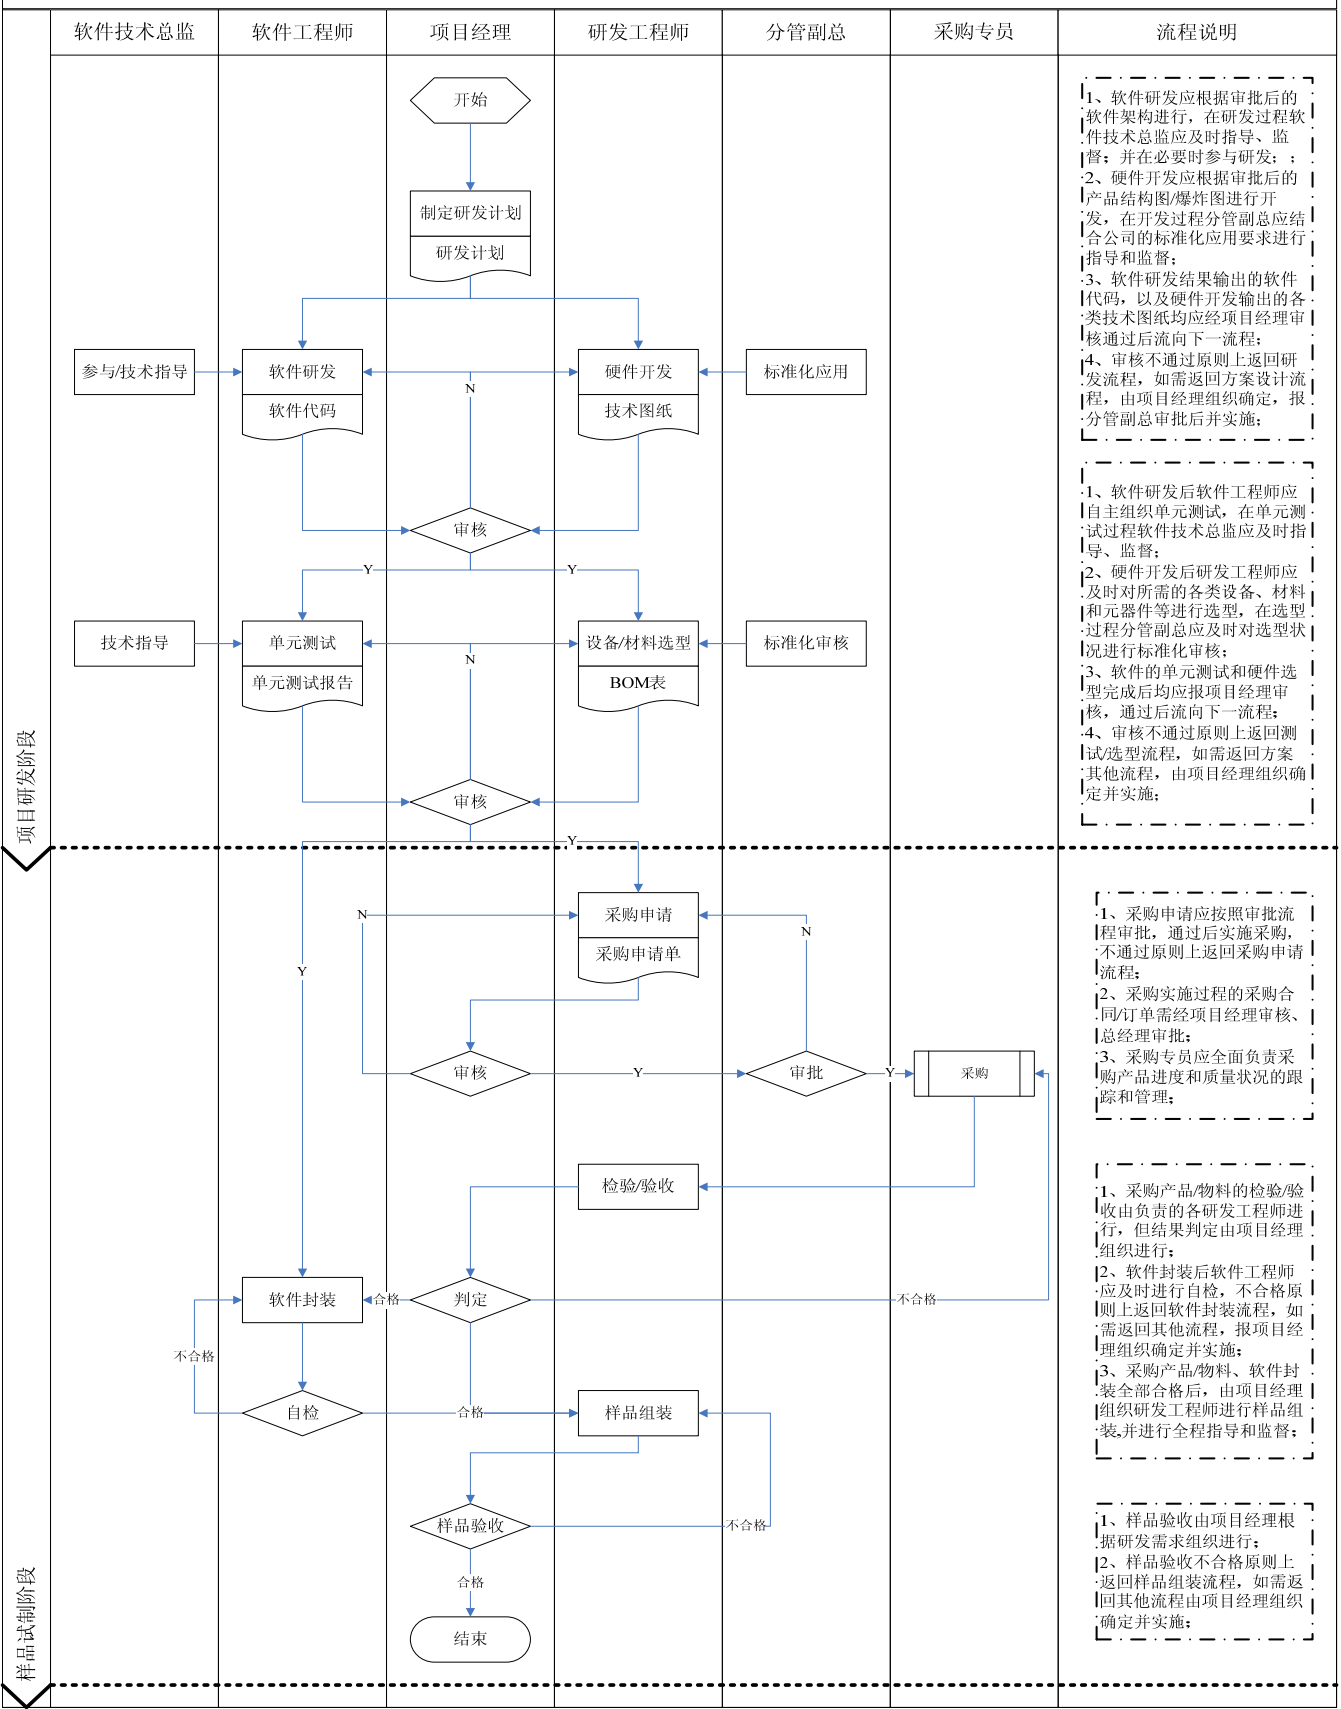 软件技术总监
软件工程师
项目经理
研发工程师
分管副总
采购专员
流程说明
开始
制定研发计划
研发计划
参与/技术指导
软件研发
软件代码
N
硬件开发
技术图纸
标准化应用
审核
Y
Y
技术指导
单元测试
单元测试报告
N
设备/材料选型
BOM表
标准化审核
审核
项目研发阶段
Y
Y
N
采购申请
采购申请单
N
审核
Y
审批
Y
采购
检验/验收
软件封装
合格
判定
不合格
不合格
自检
合格
样品组装
样品验收
不合格
合格
结束
样品试制阶段
1、软件研发应根据审批后的
软件架构进行，在研发过程软
件技术总监应及时指导、监
督；并在必要时参与研发；；
2、硬件开发应根据审批后的
产品结构图/爆炸图进行开
发，在开发过程分管副总应结
合公司的标准化应用要求进行
指导和监督；
3、软件研发结果输出的软件
代码，以及硬件开发输出的各
类技术图纸均应经项目经理审
核通过后流向下一流程；
4、审核不通过原则上返回研
发流程，如需返回方案设计流
程，由项目经理组织确定，报
分管副总审批后并实施；
1、软件研发后软件工程师应
自主组织单元测试，在单元测
试过程软件技术总监应及时指
导、监督；
2、硬件开发后研发工程师应
及时对所需的各类设备、材料
和元器件等进行选型，在选型
过程分管副总应及时对选型状
况进行标准化审核；
3、软件的单元测试和硬件选
型完成后均应报项目经理审
核，通过后流向下一流程；
4、审核不通过原则上返回测
试/选型流程，如需返回方案
其他流程，由项目经理组织确
定并实施；
1、采购申请应按照审批流
程审批，通过后实施采购，
不通过原则上返回采购申请
流程；
2、采购实施过程的采购合
同/订单需经项目经理审核、
总经理审批；
3、采购专员应全面负责采
购产品进度和质量状况的跟
踪和管理；
1、采购产品/物料的检验/验
收由负责的各研发工程师进
行，但结果判定由项目经理
组织进行；
2、软件封装后软件工程师
应及时进行自检，不合格原
则上返回软件封装流程，如
需返回其他流程，报项目经
理组织确定并实施；
3、采购产品/物料、软件封
装全部合格后，由项目经理
组织研发工程师进行样品组
装,并进行全程指导和监督；
1、样品验收由项目经理根
据研发需求组织进行；
2、样品验收不合格原则上
返回样品组装流程，如需返
回其他流程由项目经理组织
确定并实施；